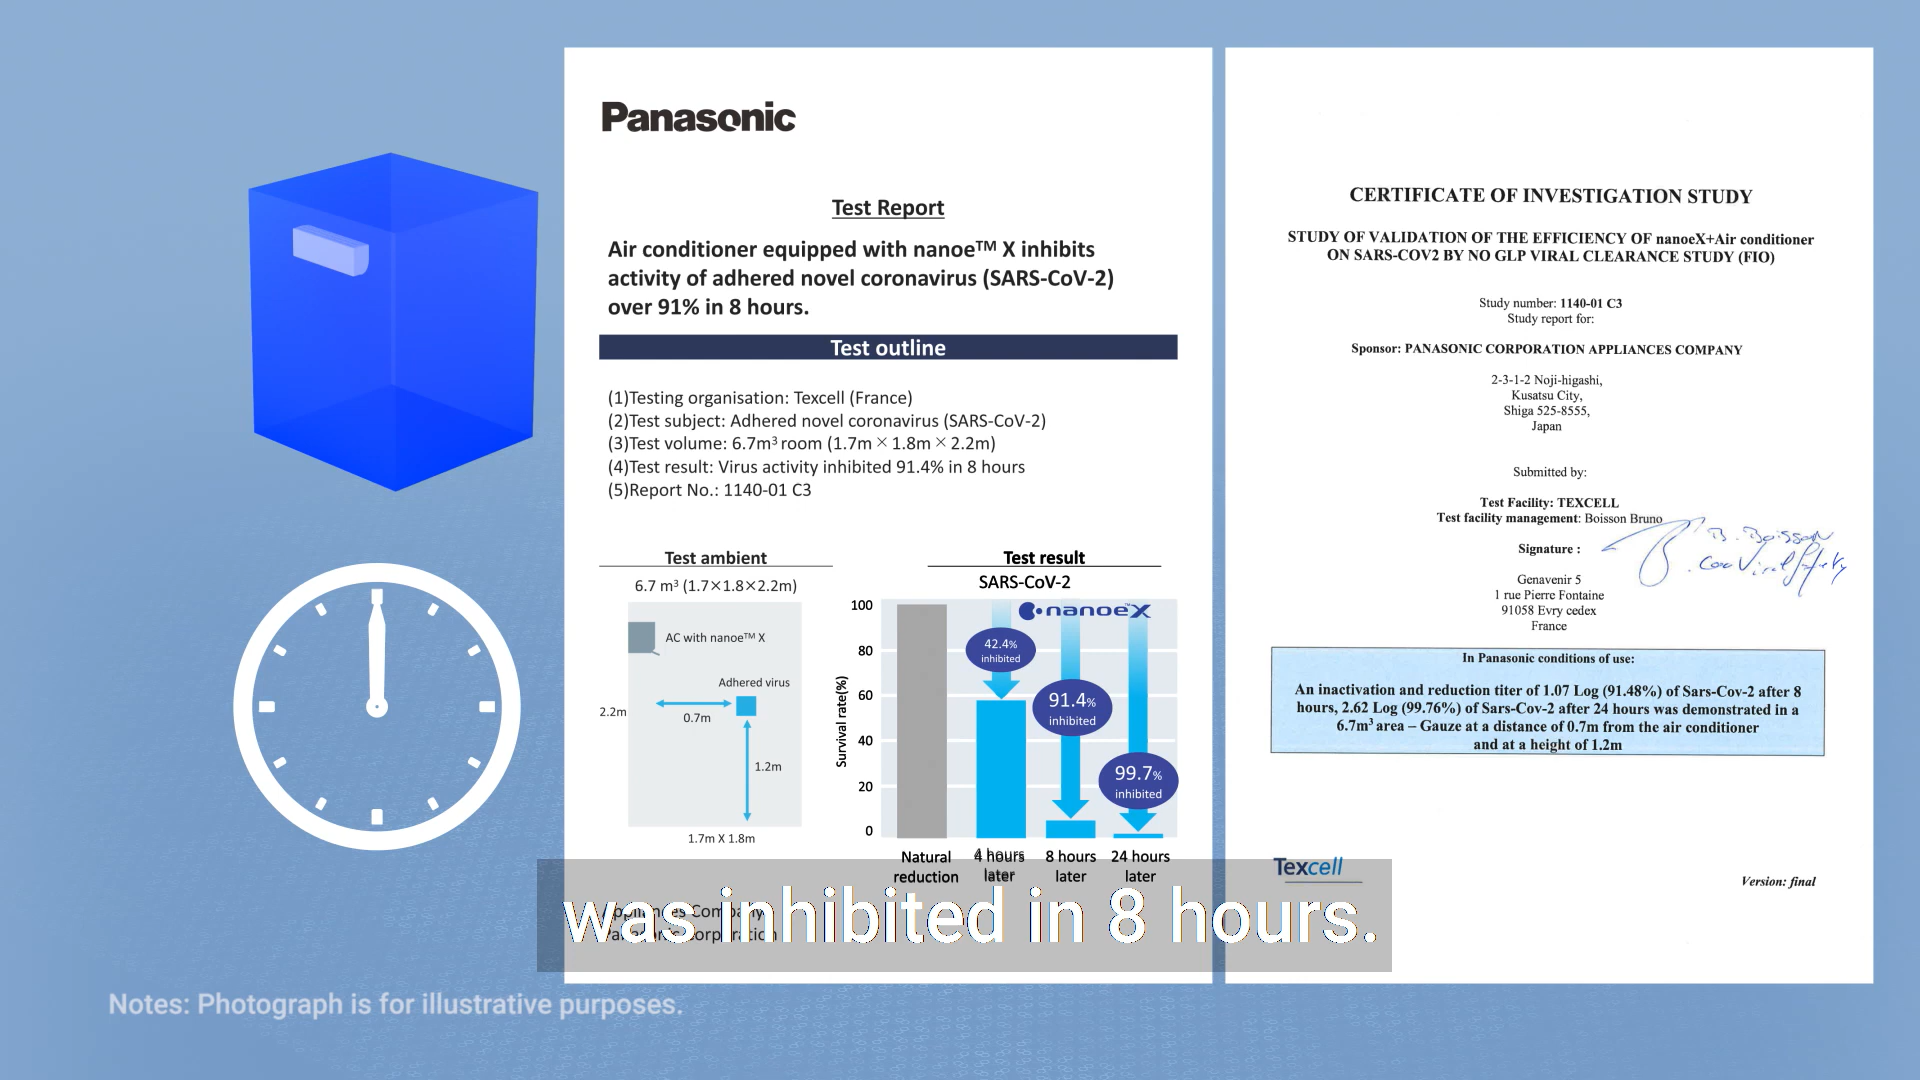 Panasonic
Test Report
Air conditioner equipped with nanoe™ X inhibits
activity of adhered novel coronavirus (SARS-CoV-2)
over 91% in 8 hours.
Test outline
(1)Testing organisation: Texcell (France)
(2)Test subject: Adhered novel coronavirus (SARS-CoV-2)
(3)Test volume: 6.7m³ room (1.7m × 1.8m × 2.2m)
(4)Test result: Virus activity inhibited 91.4% in 8 hours
(5)Report No.: 1140-01 C3
Test ambient
6.7 m³ (1.7×1.8×2.2m)
AC with nanoe™ X
Adhered virus
2.2m
0.7m
1.2m
1.7m X 1.8m
Test result
SARS-CoV-2
nanoe™X
Survival rate(%)
100
80
60
40
20
0
42.4%
inhibited
91.4%
inhibited
99.7%
inhibited
Natural
reduction
4 hours
later
8 hours
later
24 hours
later
Appliances Company
Panasonic Corporation
CERTIFICATE OF INVESTIGATION STUDY
STUDY OF VALIDATION OF THE EFFICIENCY OF nanoeX+Air conditioner
ON SARS-COV2 BY NO GLP VIRAL CLEARANCE STUDY (FIO)
Study number: 1140-01 C3
Study report for:
Sponsor: PANASONIC CORPORATION APPLIANCES COMPANY
2-3-1-2 Noji-higashi,
Kusatsu City,
Shiga 525-8555,
Japan
Submitted by:
Test Facility: TEXCELL
Test facility management: Boisson Bruno
Signature :
B. Boisson
Genavenir 5
1 rue Pierre Fontaine
91058 Evry cedex
France
In Panasonic conditions of use:
An inactivation and reduction titer of 1.07 Log (91.48%) of Sars-Cov-2 after 8
hours, 2.62 Log (99.76%) of Sars-Cov-2 after 24 hours was demonstrated in a
6.7m³ area – Gauze at a distance of 0.7m from the air conditioner
and at a height of 1.2m
Texcell
Version: final
was inhibited in 8 hours.
Notes: Photograph is for illustrative purposes.